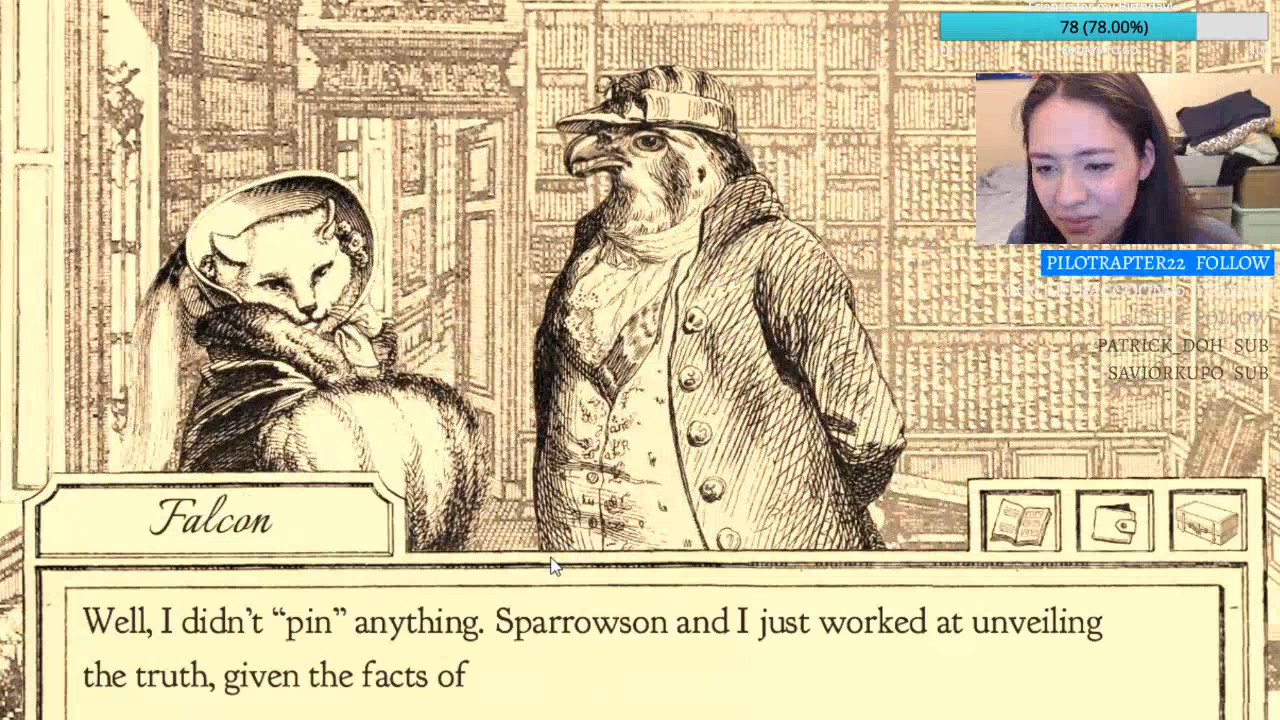 78 (78.00%)
PILOTRAPTER22 FOLLOW
PATRICK_DOH SUB
SAVIORKUPO SUB
Falcon
Well, I didn't “pin” anything. Sparrowson and I just worked at unveiling
the truth, given the facts of